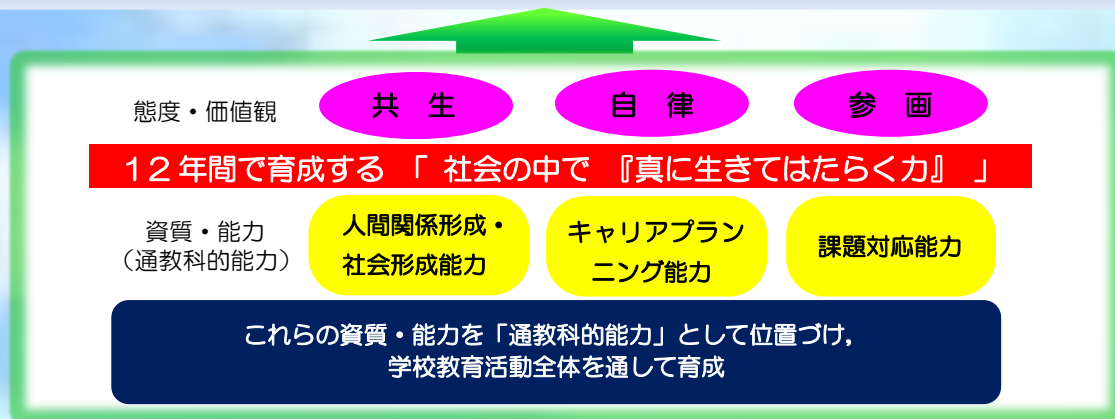 態度・価値観
共 生
自 律
参 画
12年間で育成する 「 社会の中で 『真に生きてはたらく力』 」
資質・能力
（通教科的能力）
人間関係形成・
社会形成能力
キャリアプラン
ニング能力
課題対応能力
これらの資質・能力を「通教科的能力」として位置づけ，
学校教育活動全体を通して育成